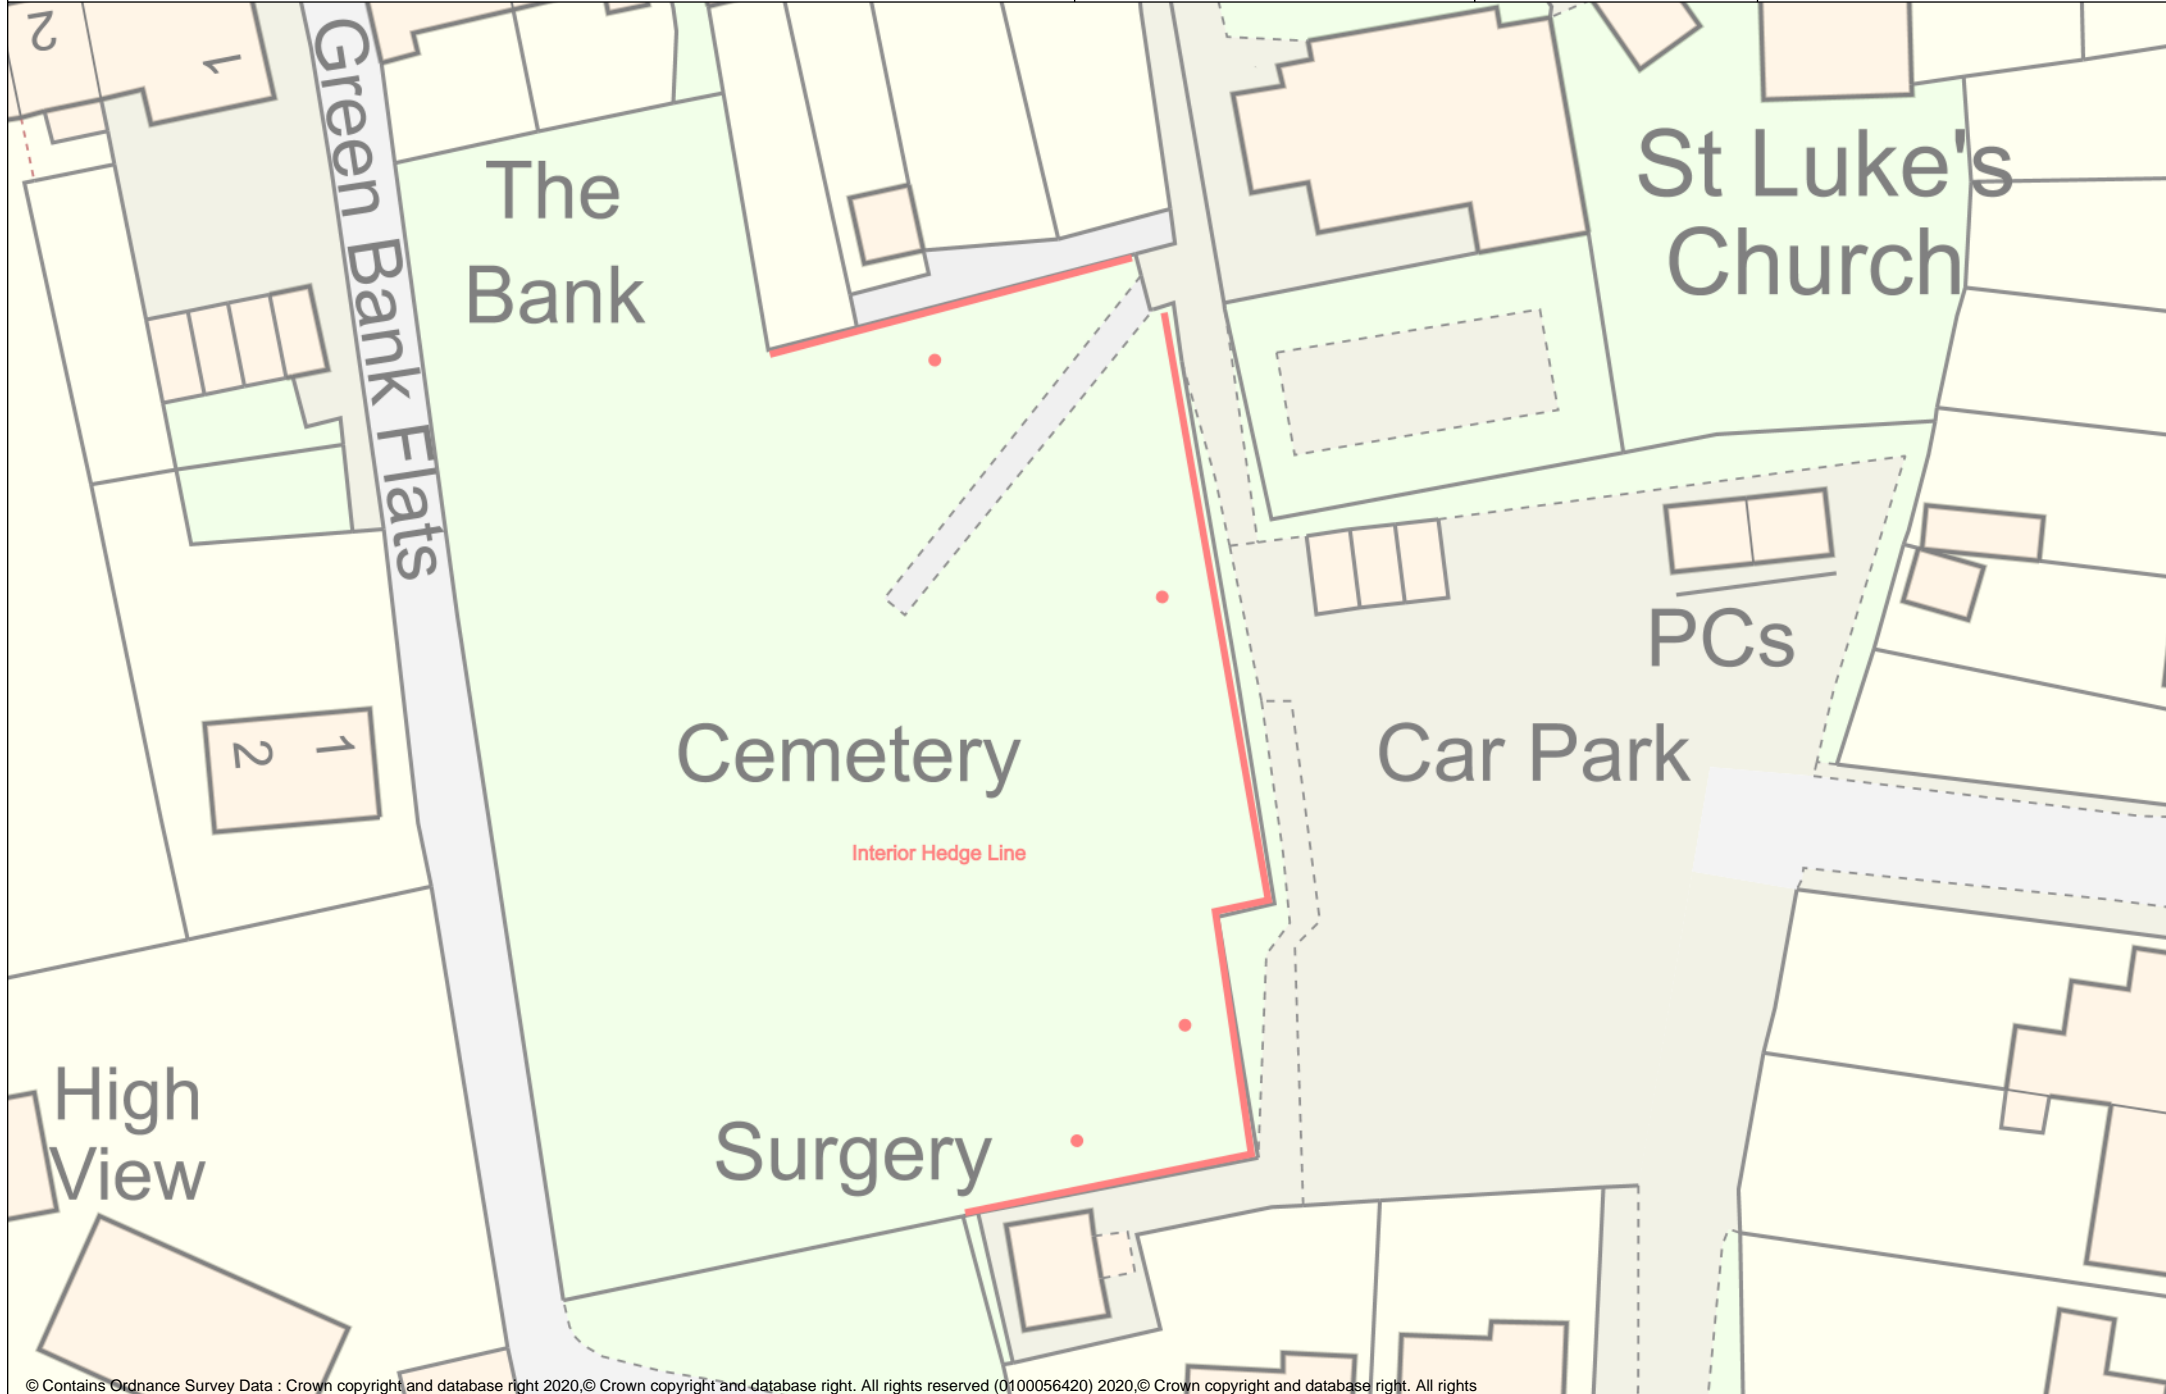 2
1
Green Bank Flats
The
Bank
St Luke's
Church
PCs
2
1
Cemetery
Car Park
Interior Hedge Line
High
View
Surgery
© Contains Ordnance Survey Data : Crown copyright and database right 2020,© Crown copyright and database right. All rights reserved (0100056420) 2020,© Crown copyright and database right. All rights